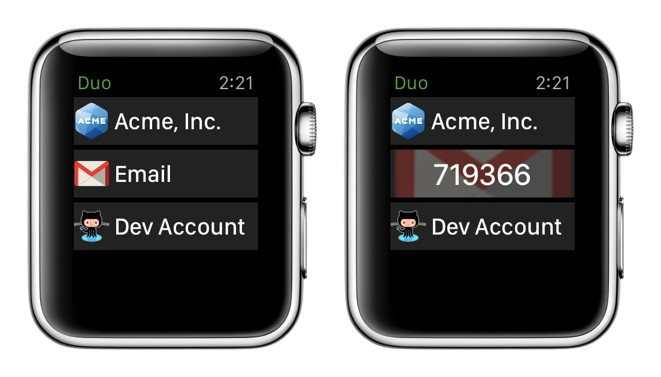 Duo 2:21
ACME Acme, Inc.
Email
Dev Account
Duo 2:21
ACME Acme, Inc.
719366
Dev Account